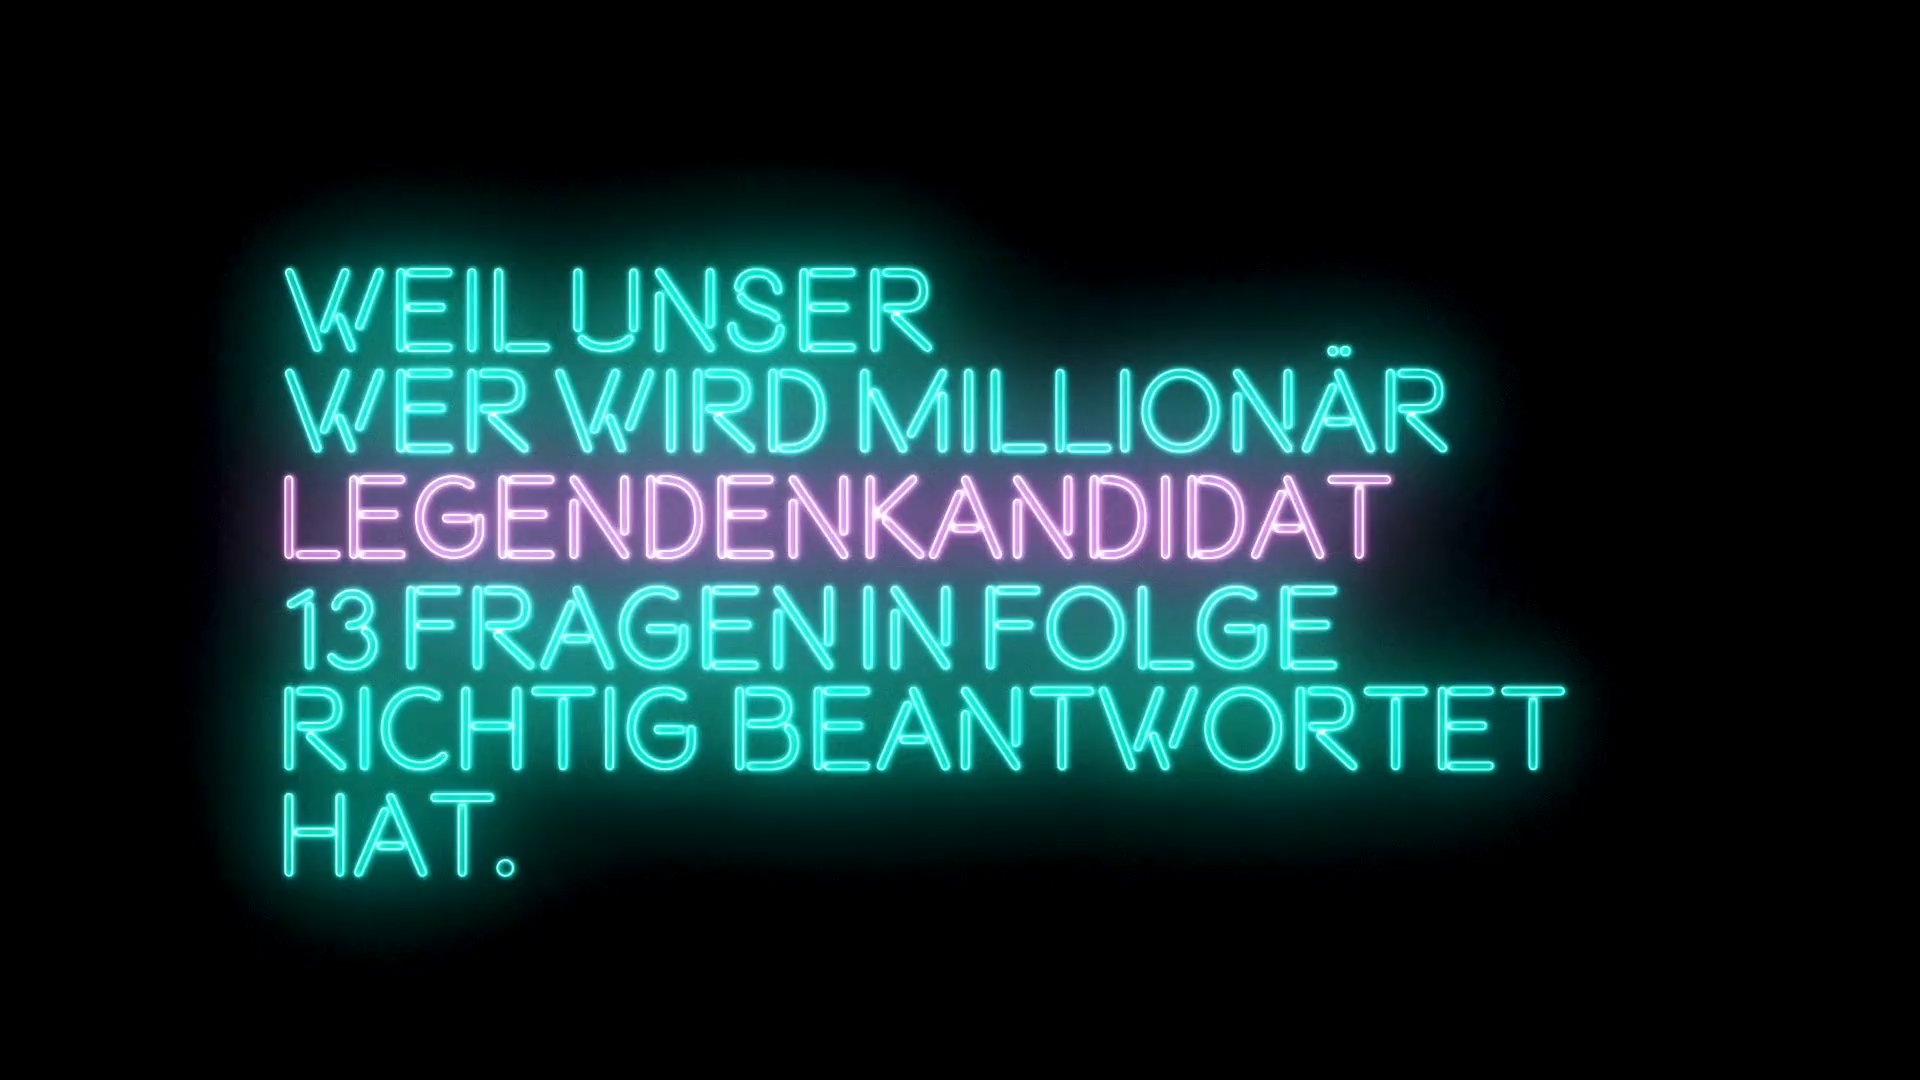 WEIL UNSER
WER WIRD MILLIONÄR
LEGENDENKANDIDAT
13 FRAGEN IN FOLGE
RICHTIG BEANTWORTET
HAT.